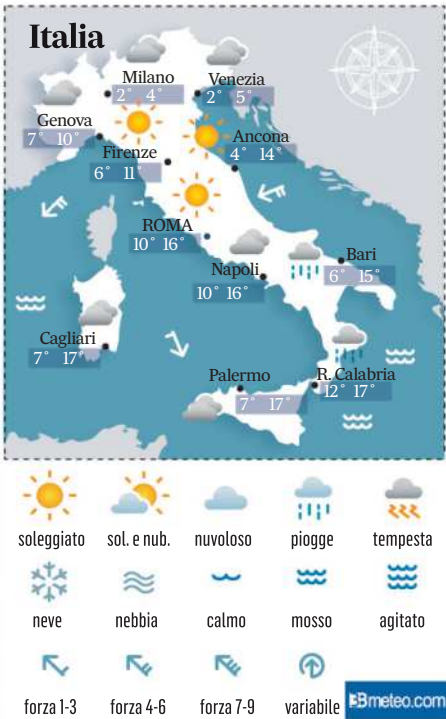 Italia
Milano
2° 4°
Venezia
2° 5°
Genova
7° 10°
Ancona
4° 14°
Firenze
6° 11°
ROMA
10° 16°
Napoli
10° 16°
Bari
6° 15°
Cagliari
7° 17°
Palermo
7° 17°
R. Calabria
12° 17°
soleggiato sol. e nub. nuvoloso piogge tempesta
neve nebbia calmo mosso agitato
forza 1-3 forza 4-6 forza 7-9 variabile
3Bmeteo.com